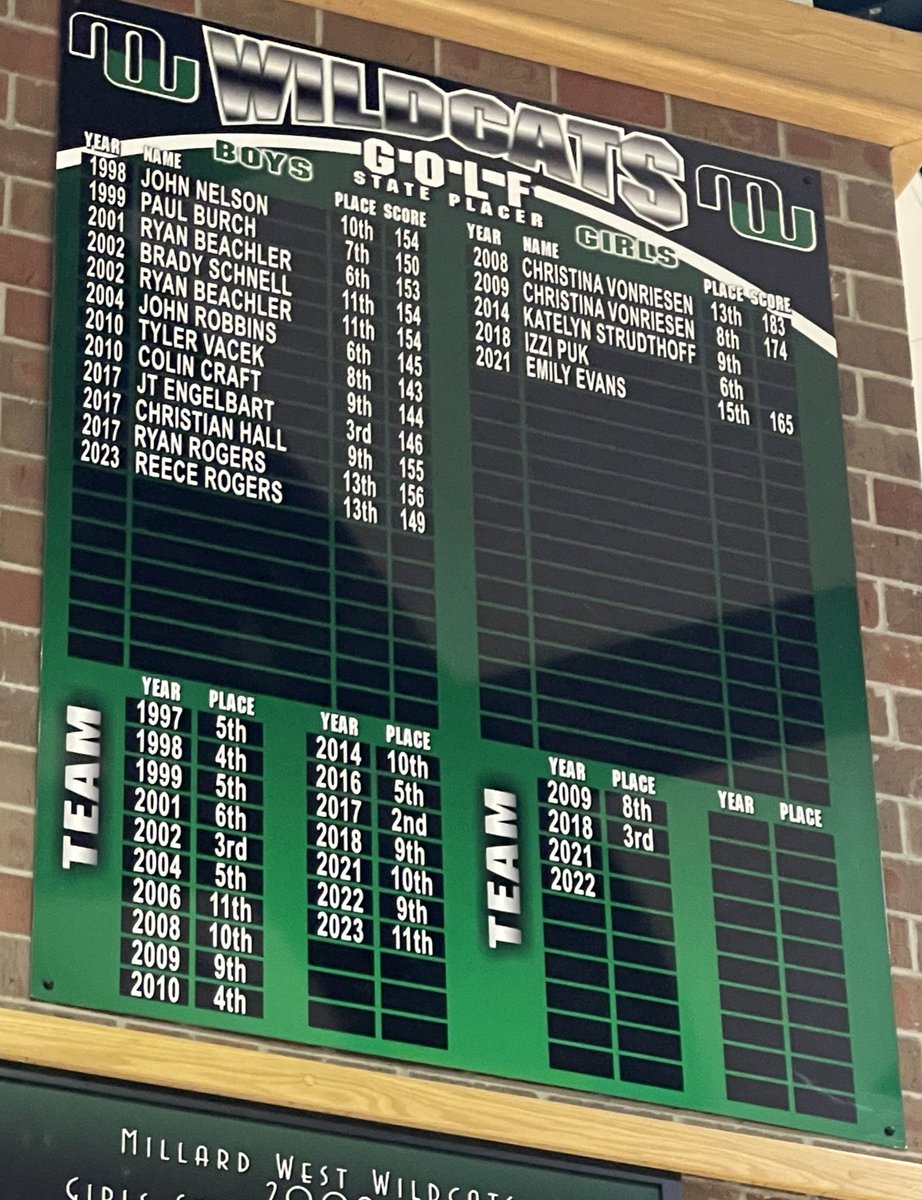 WILDCATS
GOLF
STATE PLACER
BOYS
YEAR NAME PLACE SCORE
1998 JOHN NELSON 10th 154
1999 PAUL BURCH 7th 150
2001 RYAN BEACHLER 6th 153
2002 BRADY SCHNELL 11th 154
2002 RYAN BEACHLER 11th 154
2004 JOHN ROBBINS 6th 145
2010 TYLER VACEK 8th 143
2010 COLIN CRAFT 9th 144
2017 JT ENGELBART 3rd 146
2017 CHRISTIAN HALL 9th 155
2017 RYAN ROGERS 13th 156
2023 REECE ROGERS 13th 149
GIRLS
YEAR NAME PLACE SCORE
2008 CHRISTINA VONRIESEN 13th 183
2009 CHRISTINA VONRIESEN 8th 174
2014 KATELYN STRUDTHOFF 9th
2018 IZZI PUK 6th
2021 EMILY EVANS 15th 165
TEAM
YEAR PLACE
1997 5th
1998 4th
1999 5th
2001 6th
2002 3rd
2004 5th
2006 11th
2008 10th
2009 9th
2010 4th
YEAR PLACE
2014 10th
2016 5th
2017 2nd
2018 9th
2021 10th
2022 9th
2023 11th
TEAM
YEAR PLACE
2009 8th
2018 3rd
2021
2022
YEAR PLACE
MILLARD WEST WILDCATS
GIRLS